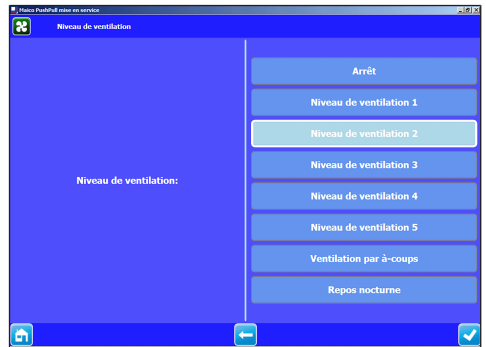 Maico PushPull mise en service
Niveau de ventilation
Niveau de ventilation:
Arrêt
Niveau de ventilation 1
Niveau de ventilation 2
Niveau de ventilation 3
Niveau de ventilation 4
Niveau de ventilation 5
Ventilation par à-coups
Repos nocturne